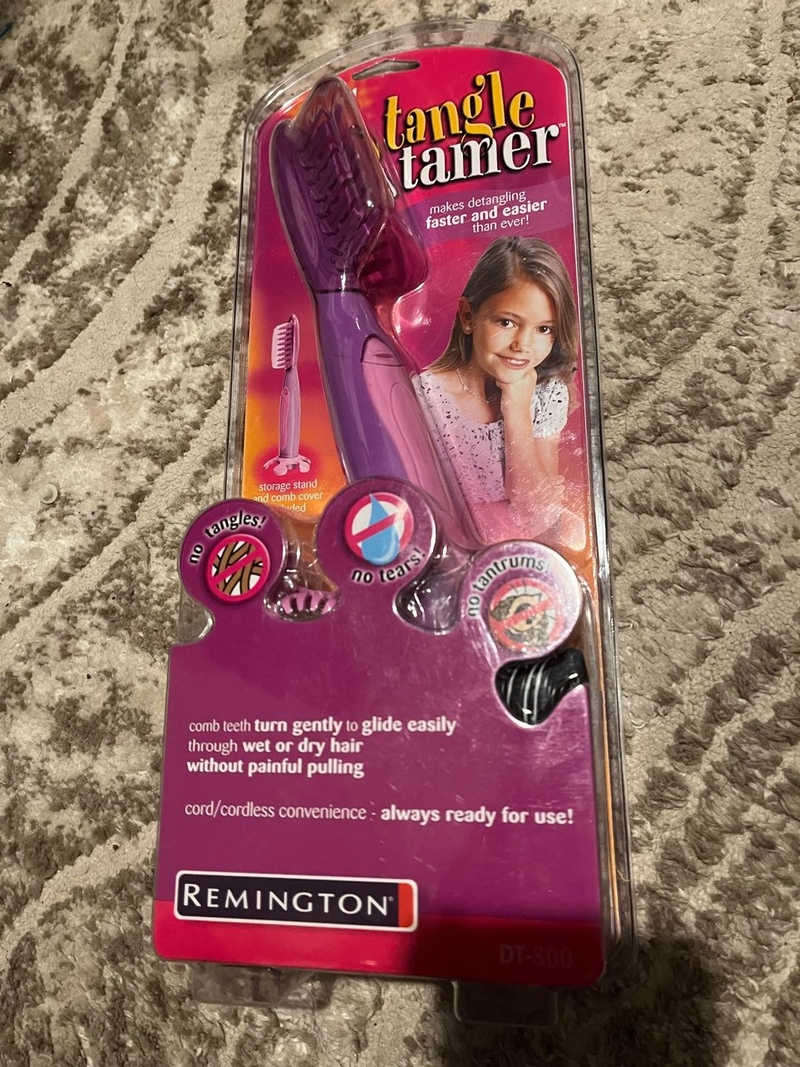 tangle
tamer™
makes detangling
faster and easier
than ever!
storage stand
and comb cover
no tangles!
no tears!
no tantrums!
comb teeth turn gently to glide easily
through wet or dry hair
without painful pulling
cord/cordless convenience - always ready for use!
REMINGTON®
DT-800